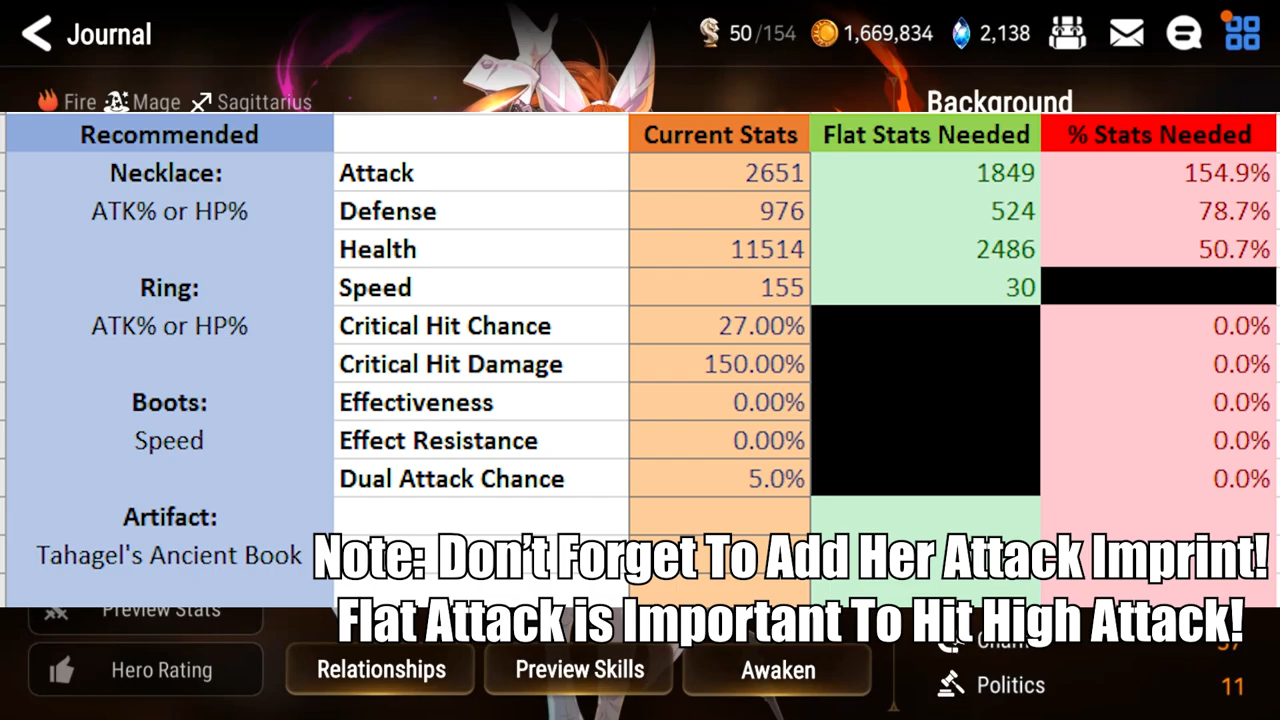 Journal
50/154
1,669,834
2,138
Fire Mage Sagittarius
Background
Recommended Current Stats Flat Stats Needed % Stats Needed
Necklace: Attack 2651 1849 154.9%
ATK% or HP% Defense 976 524 78.7%
Health 11514 2486 50.7%
Ring: Speed 155 30
ATK% or HP% Critical Hit Chance 27.00% 0.0%
Critical Hit Damage 150.00% 0.0%
Boots: Effectiveness 0.00% 0.0%
Speed Effect Resistance 0.00% 0.0%
Dual Attack Chance 5.0% 0.0%
Artifact:
Tahagel's Ancient Book
Note: Don't Forget To Add Her Attack Imprint!
Flat Attack is Important To Hit High Attack!
Preview Stats
Hero Rating
Relationships
Preview Skills
Awaken
Politics 11